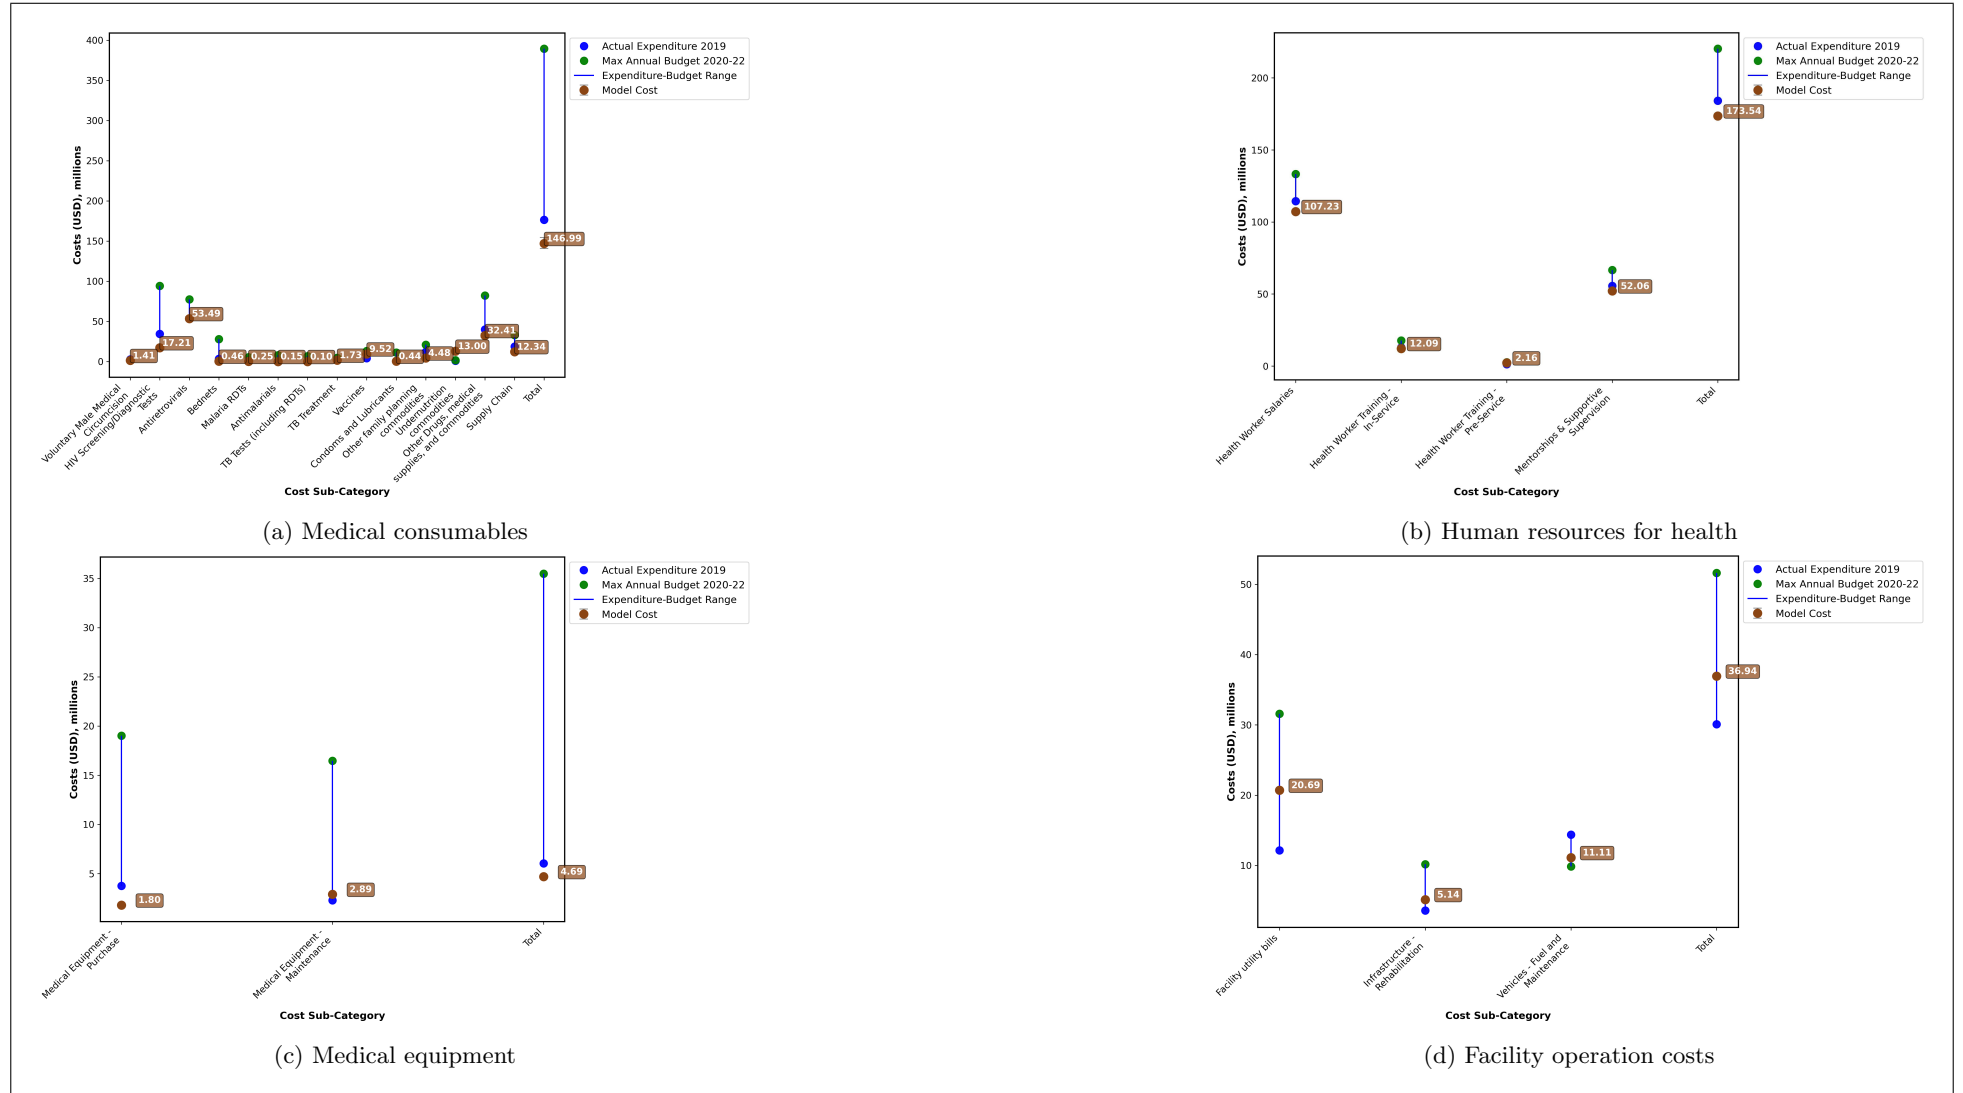 400
350
300
250
200
150
100
50
0
Costs (USD), millions
Actual Expenditure 2019
Max Annual Budget 2020-22
Expenditure-Budget Range
Model Cost
1.41
17.21
53.49
0.46
0.25
0.15
0.10
1.73
9.52
0.44
4.48
13.00
32.41
12.34
146.99
Voluntary Male Medical
Circumcision
HIV Screening/Diagnostic
Tests
Antiretrovirals
Bednets
Malaria RDTs
Antimalarials
TB Tests (including RDTs)
TB Treatment
Vaccines
Condoms and Lubricants
Other family planning
commodities
Undernutrition
commodities
Other Drugs, medical
supplies, and commodities
Supply Chain
Total
Cost Sub-Category
(a) Medical consumables
200
150
100
50
0
Costs (USD), millions
Actual Expenditure 2019
Max Annual Budget 2020-22
Expenditure-Budget Range
Model Cost
107.23
12.09
2.16
52.06
173.54
Health Worker Salaries
Health Worker Training -
In-Service
Health Worker Training -
Pre-Service
Mentorships & Supportive
Supervision
Total
Cost Sub-Category
(b) Human resources for health
35
30
25
20
15
10
5
Costs (USD), millions
Actual Expenditure 2019
Max Annual Budget 2020-22
Expenditure-Budget Range
Model Cost
1.80
2.89
4.69
Medical Equipment -
Purchase
Medical Equipment -
Maintenance
Total
Cost Sub-Category
(c) Medical equipment
50
40
30
20
10
Costs (USD), millions
Actual Expenditure 2019
Max Annual Budget 2020-22
Expenditure-Budget Range
Model Cost
20.69
5.14
11.11
36.94
Facility utility bills
Infrastructure -
Rehabilitation
Vehicles - Fuel and
Maintenance
Total
Cost Sub-Category
(d) Facility operation costs